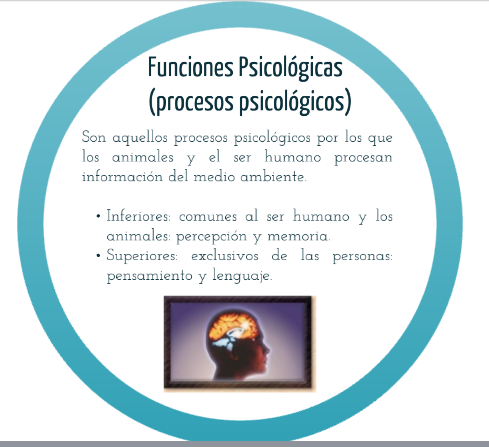 Funciones Psicológicas
(procesos psicológicos)
Son aquellos procesos psicológicos por los que
los animales y el ser humano procesan
información del medio ambiente.
• Inferiores: comunes al ser humano y los
animales: percepción y memoria.
• Superiores: exclusivos de las personas:
pensamiento y lenguaje.